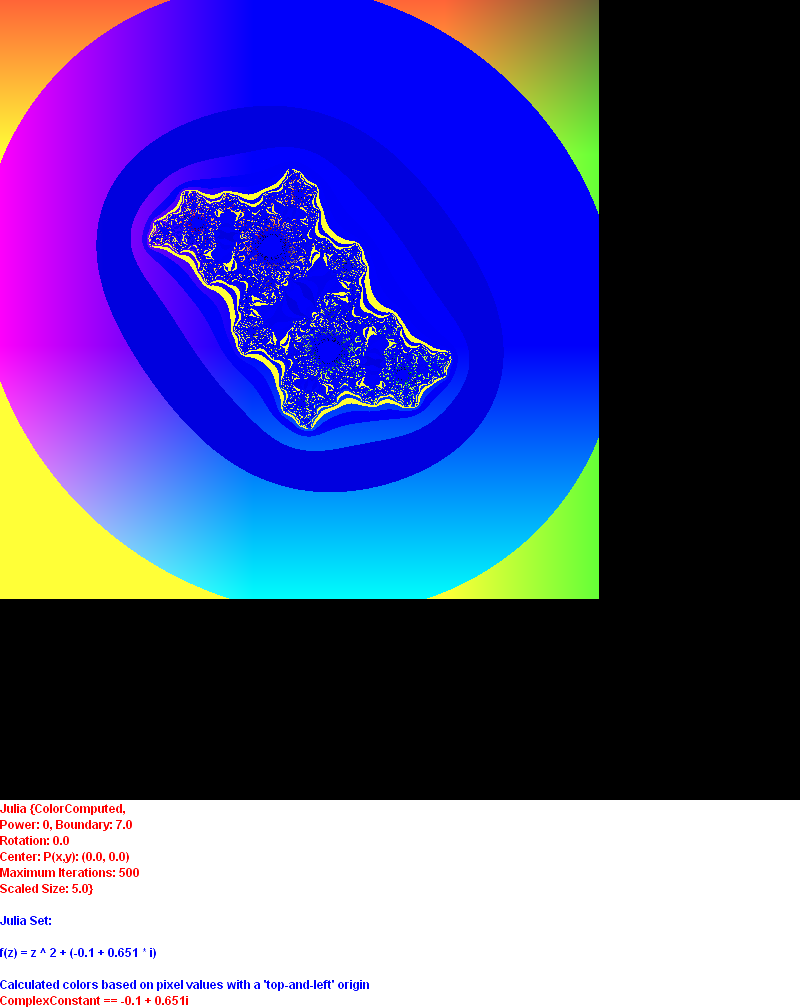 Julia {ColorComputed,
Power: 0, Boundary: 7.0
Rotation: 0.0
Center: P(x,y): (0.0, 0.0)
Maximum Iterations: 500
Scaled Size: 5.0}
Julia Set:
f(z) = z ^ 2 + (-0.1 + 0.651 * i)
Calculated colors based on pixel values with a 'top-and-left' origin
ComplexConstant == -0.1 + 0.651i